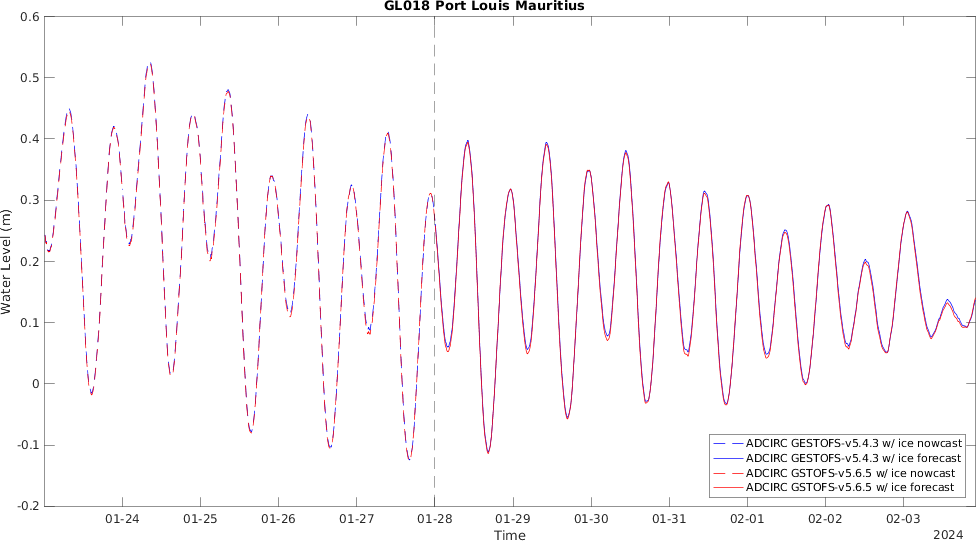 GL018 Port Louis Mauritius
0.6
0.5
0.4
0.3
0.2
0.1
0
-0.1
-0.2
Water Level (m)
ADCIRC GESTOFS-v5.4.3 w/ ice nowcast
ADCIRC GESTOFS-v5.4.3 w/ ice forecast
ADCIRC GSTOFS-v5.6.5 w/ ice nowcast
ADCIRC GSTOFS-v5.6.5 w/ ice forecast
01-24 01-25 01-26 01-27 01-28 01-29 01-30 01-31 02-01 02-02 02-03
Time
2024